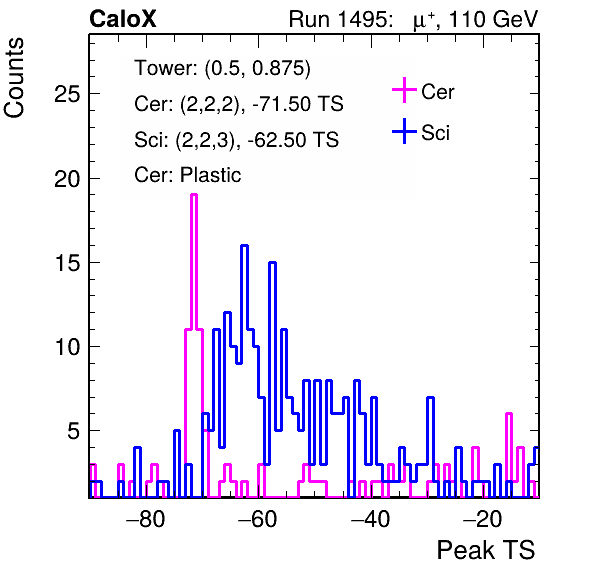 CaloX Run 1495: μ⁺, 110 GeV
Counts
Tower: (0.5, 0.875)
Cer: (2,2,2), -71.50 TS
Sci: (2,2,3), -62.50 TS
Cer: Plastic
Cer
Sci
25
20
15
10
5
−80 −60 −40 −20
Peak TS